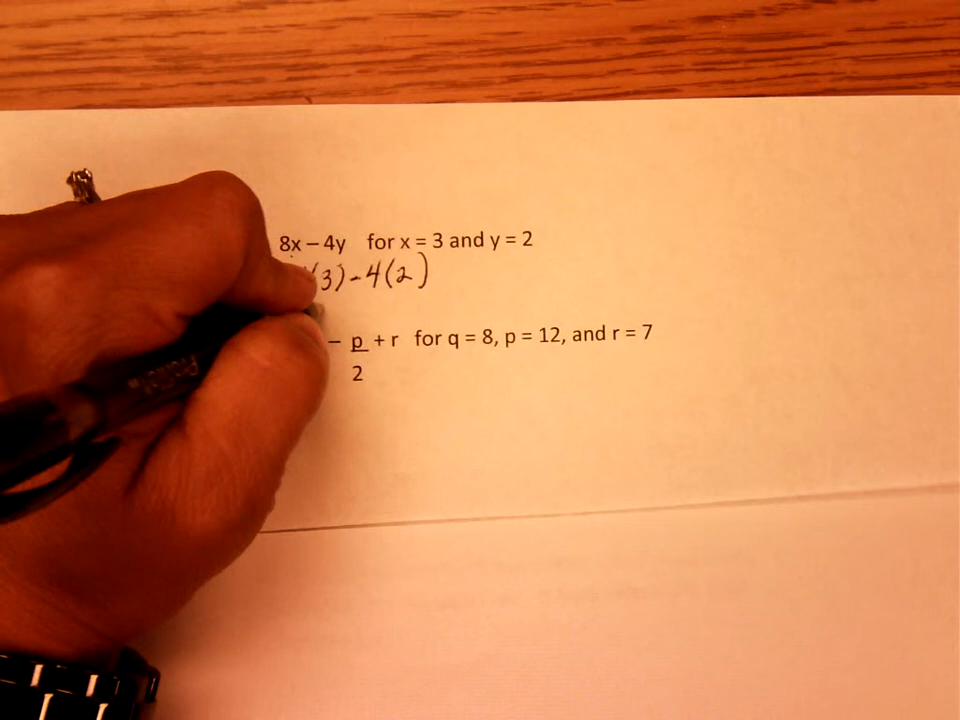 8x – 4y for x = 3 and y = 2
(3) - 4(2)
– p + r for q = 8, p = 12, and r = 7
2